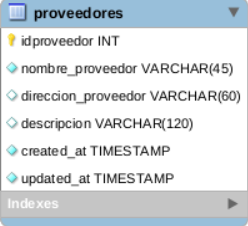 proveedores
idproveedor INT
nombre_proveedor VARCHAR(45)
direccion_proveedor VARCHAR(60)
descripcion VARCHAR(120)
created_at TIMESTAMP
updated_at TIMESTAMP
Indexes